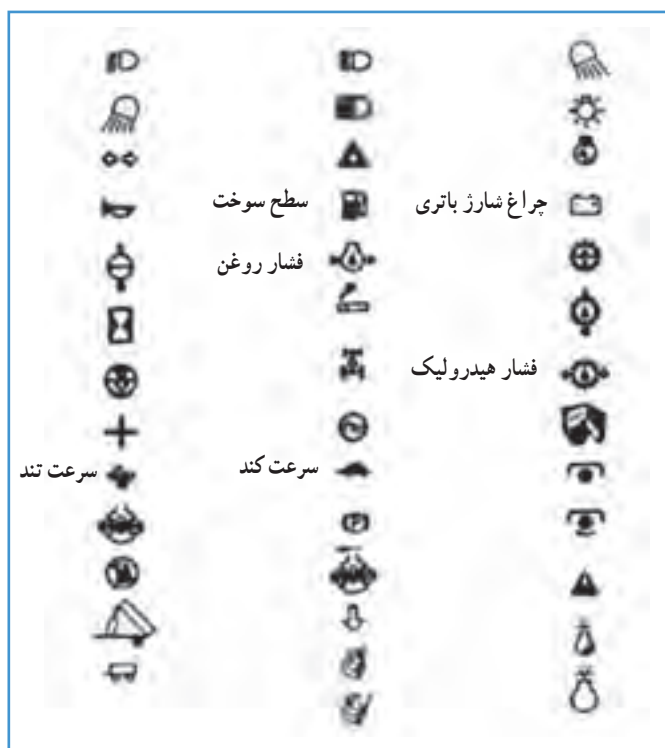 چراغ شارژ باتری
سطح سوخت
فشار روغن
فشار هیدرولیک
سرعت کند
سرعت تند